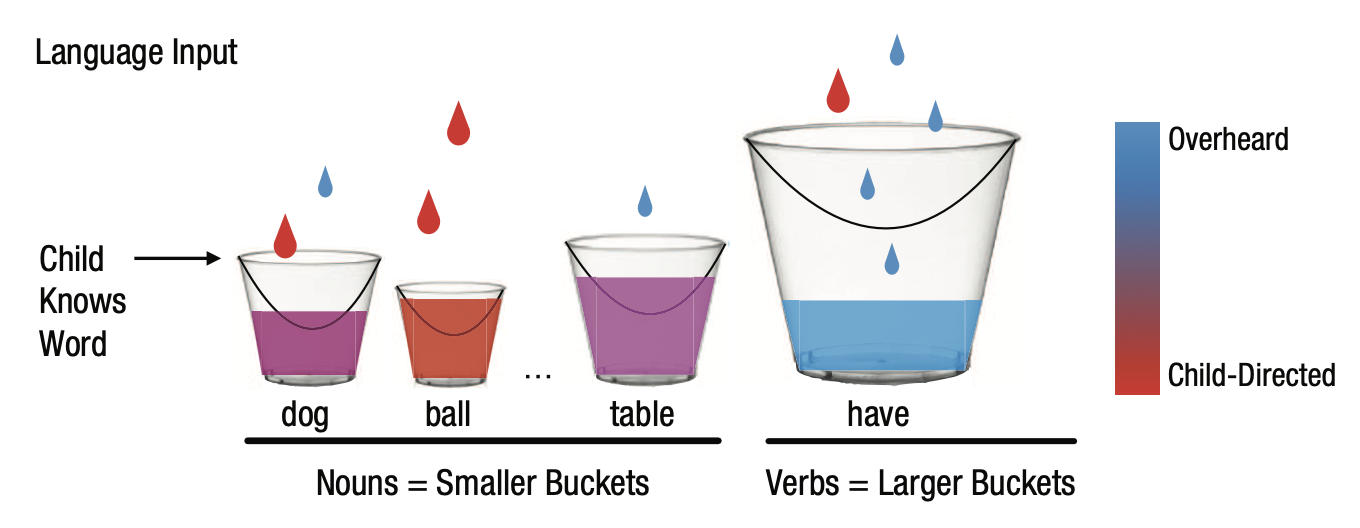 Language Input
Overheard
Child
Knows
Word
Child-Directed
...
dog
ball
table
have
Nouns = Smaller Buckets
Verbs = Larger Buckets